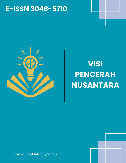 E-ISSN 3048-5710
VISI
PENCERAH
NUSANTARA